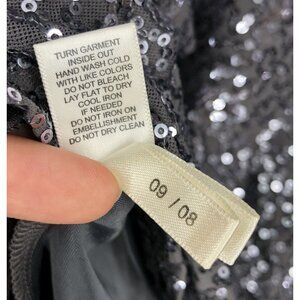 TURN GARMENT
INSIDE OUT
HAND WASH COLD
WITH LIKE COLORS
DO NOT BLEACH
LAY FLAT TO DRY
COOL IRON
IF NEEDED
DO NOT IRON ON
EMBELLISHMENT
DO NOT DRY CLEAN
09 / 08